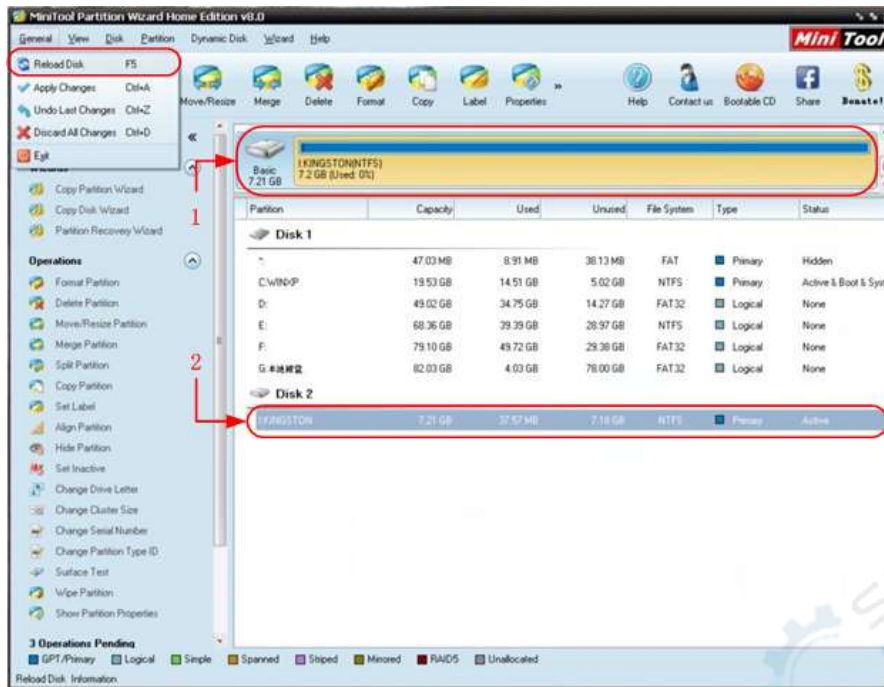 MiniTool Partition Wizard Home Edition v8.0
General View Disk Partition Dynamic Disk Wizard Help
Mini Tool
Reload Disk F5
Apply Changes Ctrl+A
Undo Last Changes Ctrl+Z
Discard All Changes Ctrl+D
Exit
Move/Resize Merge Delete Format Copy Label Properties » Help Contact us Bootable CD Share Donate!
«
Wizards
Copy Partition Wizard
Copy Disk Wizard
Partition Recovery Wizard
Operations
Format Partition
Delete Partition
Move/Resize Partition
Merge Partition
Split Partition
Copy Partition
Set Label
Align Partition
Hide Partition
Set Inactive
Change Drive Letter
Change Cluster Size
Change Serial Number
Change Partition Type ID
Surface Test
Wipe Partition
Show Partition Properties
3 Operations Pending
1
2
Basic
7.21 GB
I:KINGSTON(NTFS)
7.2 GB (Used: 0%)
Partition Capacity Used Unused File System Type Status
Disk 1
*: 47.03 MB 8.91 MB 38.13 MB FAT Primary Hidden
C:WINXP 19.53 GB 14.51 GB 5.02 GB NTFS Primary Active & Boot & Sys
D: 49.02 GB 34.75 GB 14.27 GB FAT32 Logical None
E: 68.36 GB 39.39 GB 28.97 GB NTFS Logical None
F: 79.10 GB 49.72 GB 29.38 GB FAT32 Logical None
G: 82.03 GB 4.03 GB 78.00 GB FAT32 Logical None
Disk 2
I:KINGSTON 7.21 GB 37.57 MB 7.18 GB NTFS Primary Active
GPT/Primary Logical Simple Spanned Striped Mirrored RAID5 Unallocated
Reload Disk Information